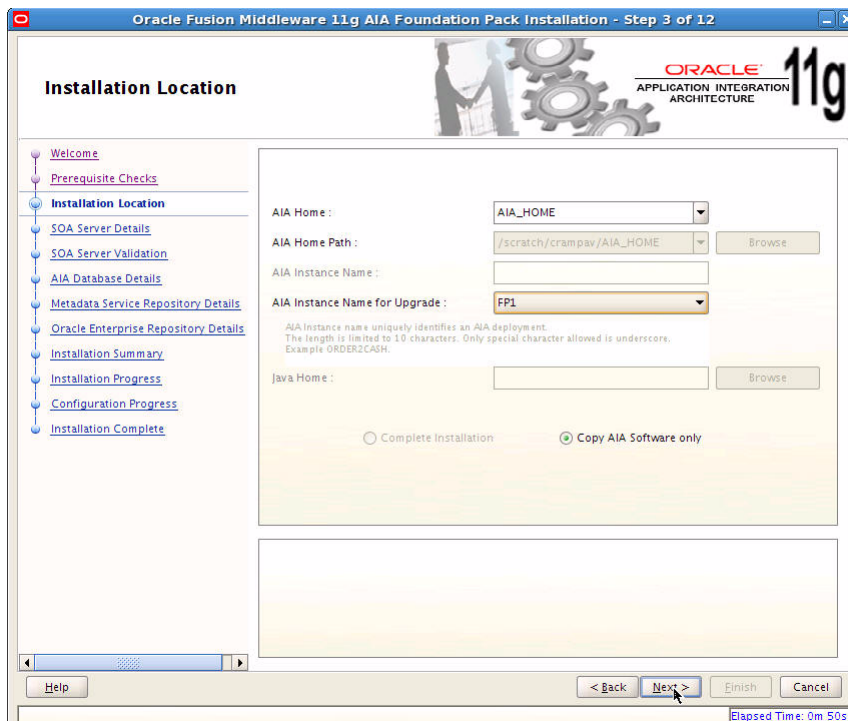 Oracle Fusion Middleware 11g AIA Foundation Pack Installation - Step 3 of 12
Installation Location
ORACLE
APPLICATION INTEGRATION
ARCHITECTURE
11g
Welcome
Prerequisite Checks
Installation Location
SOA Server Details
SOA Server Validation
AIA Database Details
Metadata Service Repository Details
Oracle Enterprise Repository Details
Installation Summary
Installation Progress
Configuration Progress
Installation Complete
AIA Home : AIA_HOME
AIA Home Path : /scratch/crampav/AIA_HOME Browse
AIA Instance Name :
AIA Instance Name for Upgrade : FP1
AIA Instance name uniquely identifies an AIA deployment.
The length is limited to 10 characters. Only special character allowed is underscore.
Example ORDER2CASH.
Java Home : Browse
Complete Installation Copy AIA Software only
Help < Back Next > Finish Cancel
Elapsed Time: 0m 50s